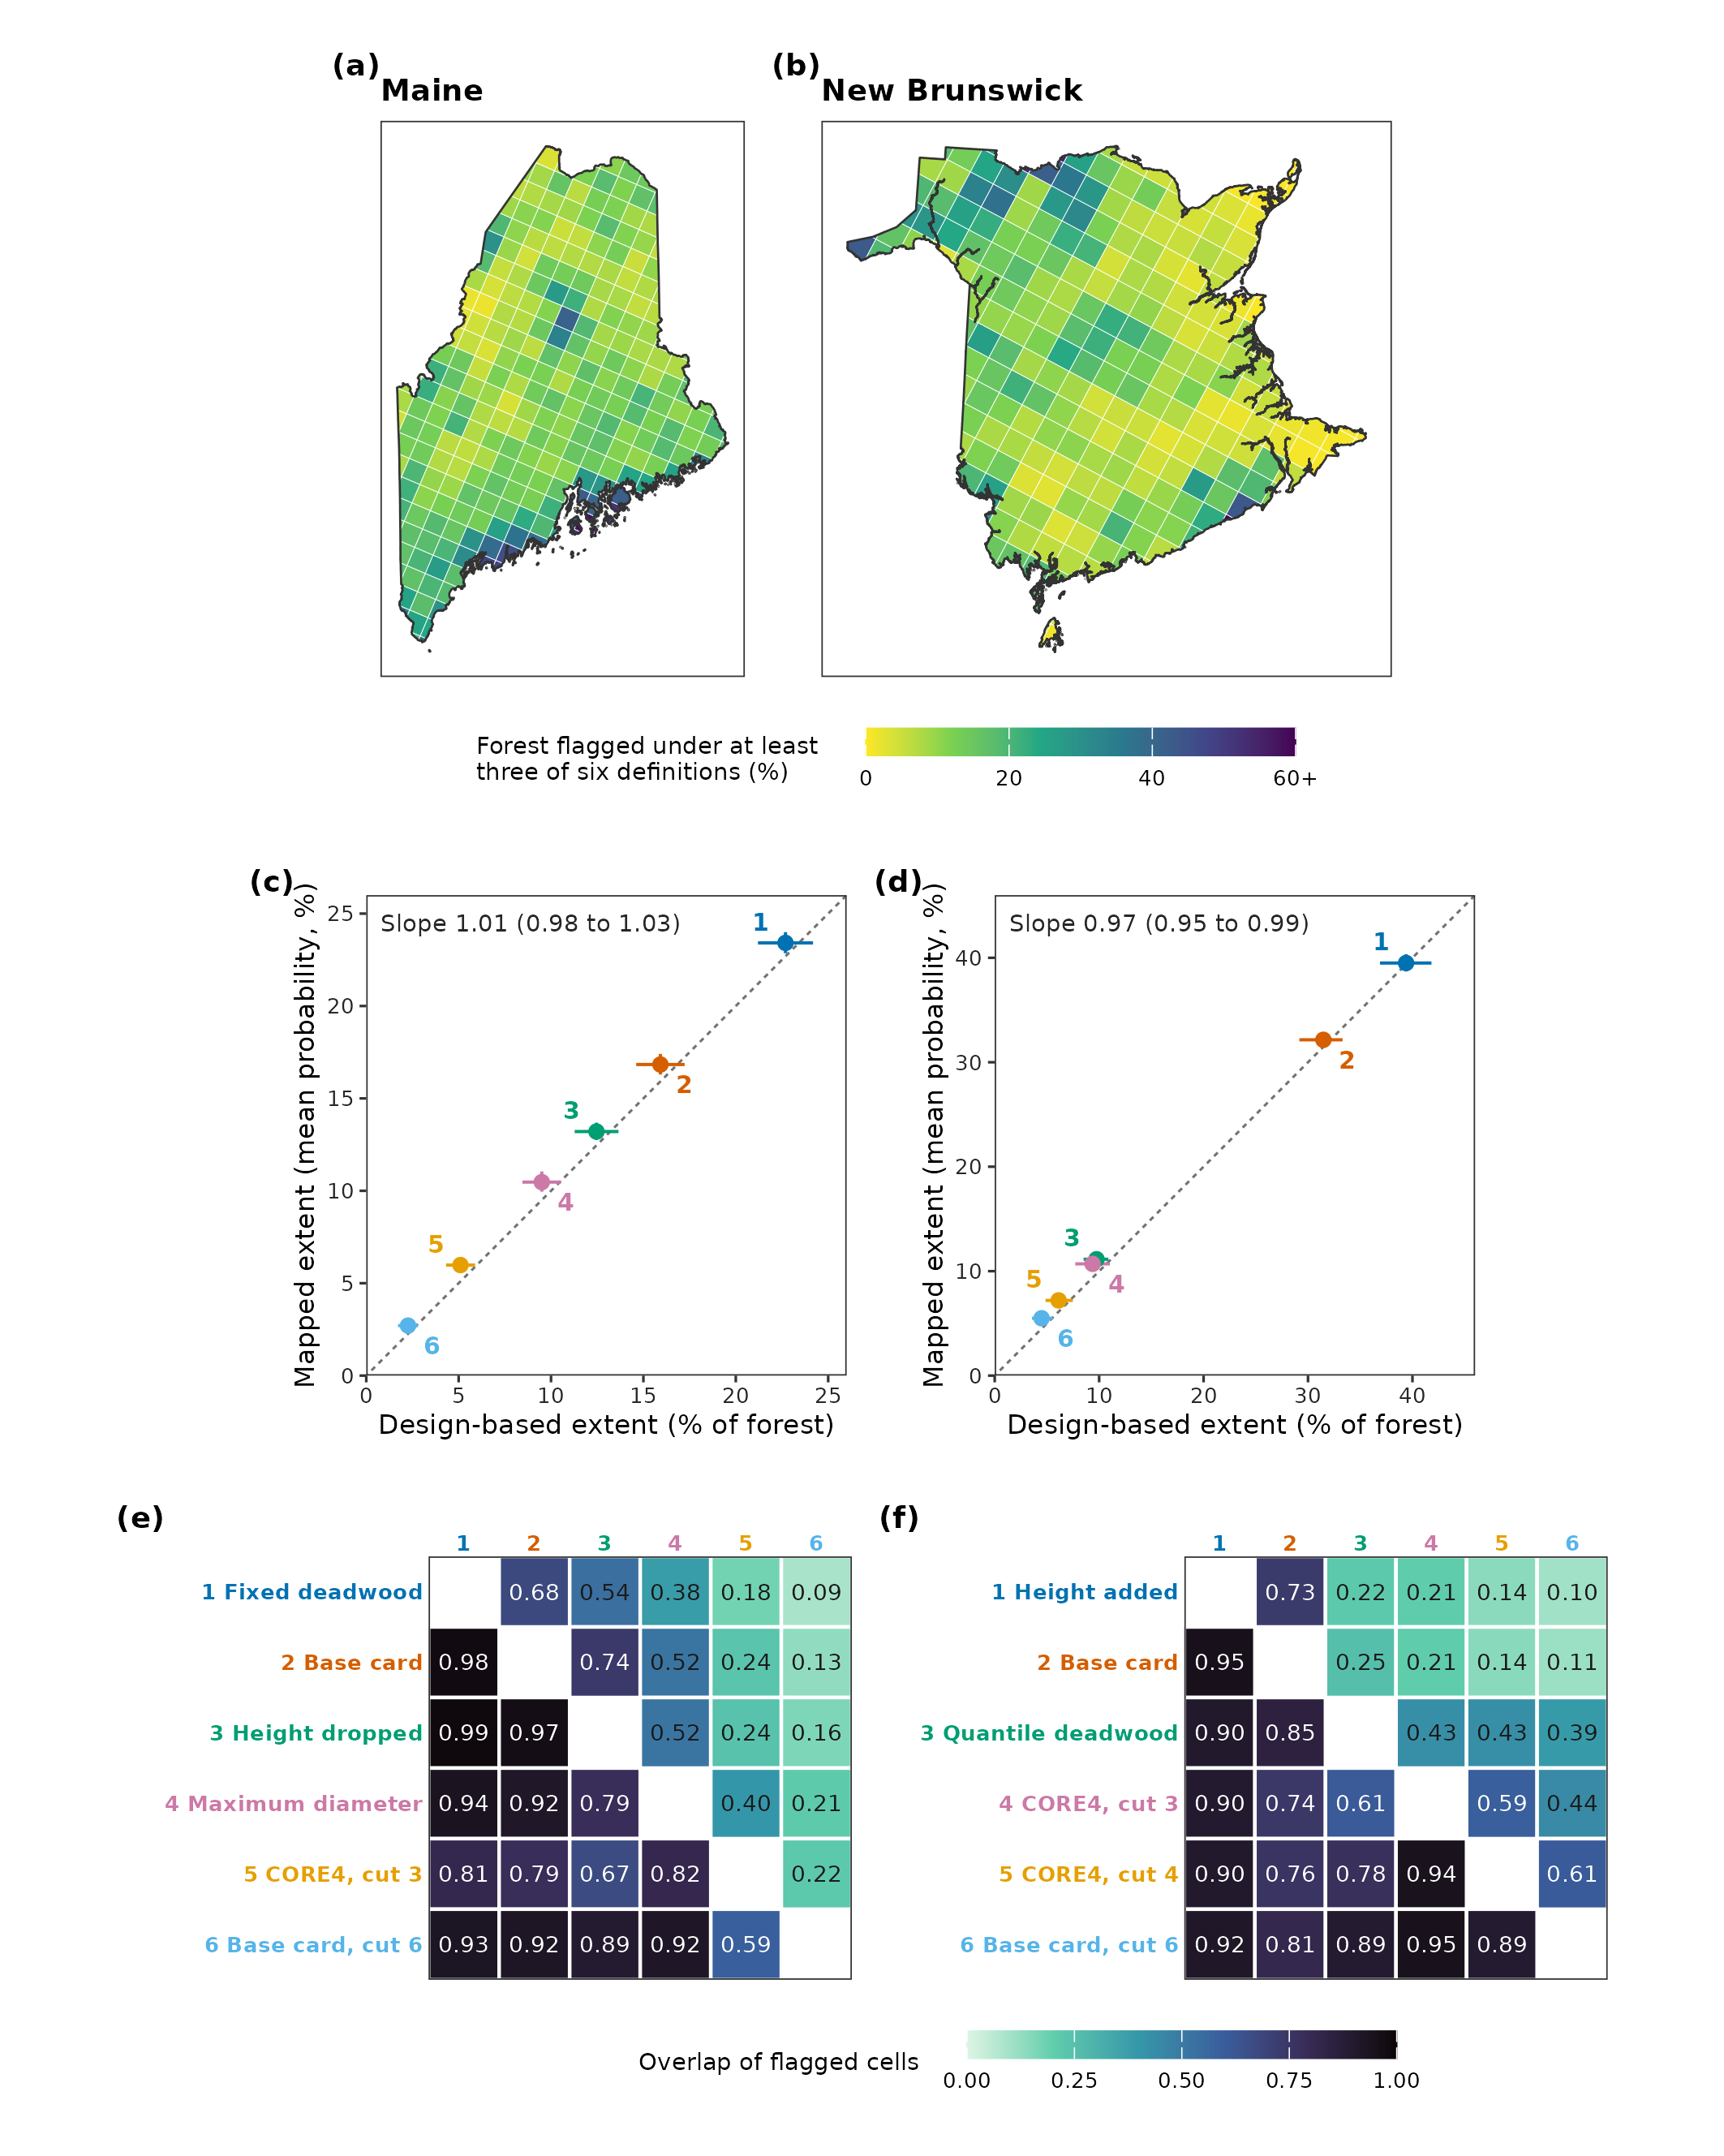 (a)
Maine
(b)
New Brunswick
Forest flagged under at least
three of six definitions (%)
0 20 40 60+
(c)
Slope 1.01 (0.98 to 1.03)
Mapped extent (mean probability, %)
25
20
15
10
5
0
1
2
3
4
5
6
0 5 10 15 20 25
Design-based extent (% of forest)
(d)
Slope 0.97 (0.95 to 0.99)
Mapped extent (mean probability, %)
40
30
20
10
0
1
2
3
4
5
6
0 10 20 30 40
Design-based extent (% of forest)
(e)
1 2 3 4 5 6
1 Fixed deadwood 0.68 0.54 0.38 0.18 0.09
2 Base card 0.98 0.74 0.52 0.24 0.13
3 Height dropped 0.99 0.97 0.52 0.24 0.16
4 Maximum diameter 0.94 0.92 0.79 0.40 0.21
5 CORE4, cut 3 0.81 0.79 0.67 0.82 0.22
6 Base card, cut 6 0.93 0.92 0.89 0.92 0.59
(f)
1 2 3 4 5 6
1 Height added 0.73 0.22 0.21 0.14 0.10
2 Base card 0.95 0.25 0.21 0.14 0.11
3 Quantile deadwood 0.90 0.85 0.43 0.43 0.39
4 CORE4, cut 3 0.90 0.74 0.61 0.59 0.44
5 CORE4, cut 4 0.90 0.76 0.78 0.94 0.61
6 Base card, cut 6 0.92 0.81 0.89 0.95 0.89
Overlap of flagged cells
0.00 0.25 0.50 0.75 1.00